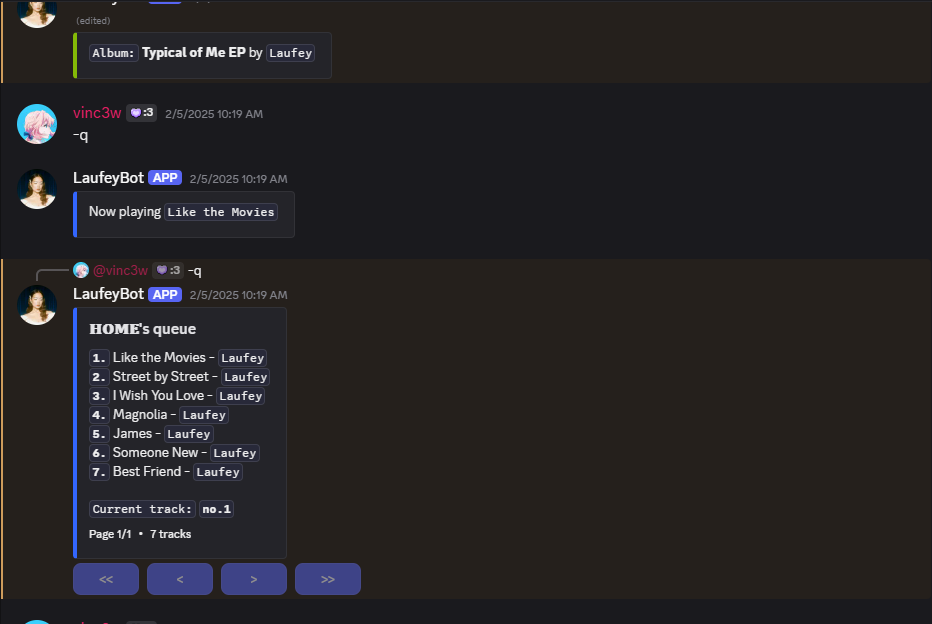 (edited)
Album: Typical of Me EP by Laufey
vinc3w :3 2/5/2025 10:19 AM
-q
LaufeyBot APP 2/5/2025 10:19 AM
Now playing Like the Movies
@vinc3w :3 -q
LaufeyBot APP 2/5/2025 10:19 AM
HOME's queue
1. Like the Movies - Laufey
2. Street by Street - Laufey
3. I Wish You Love - Laufey
4. Magnolia - Laufey
5. James - Laufey
6. Someone New - Laufey
7. Best Friend - Laufey
Current track: no.1
Page 1/1 • 7 tracks
<< < > >>